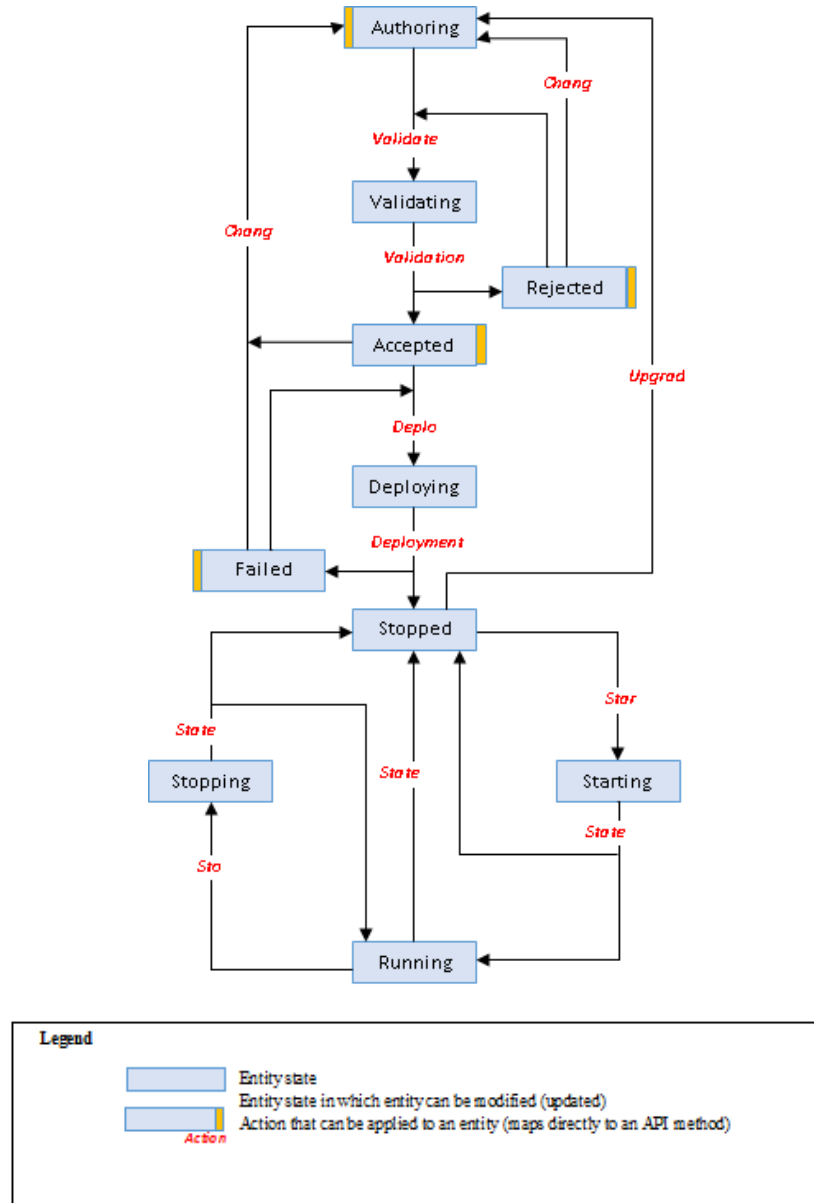 Authoring
Chang
Validate
Validating
Chang
Validation
Rejected
Accepted
Upgrad
Deplo
Deploying
Deployment
Failed
Stopped
Star
State
State
Stopping
Starting
State
Sto
Running
Legend
Entity state
Entity state in which entity can be modified (updated)
Action that can be applied to an entity (maps directly to an API method)
Action